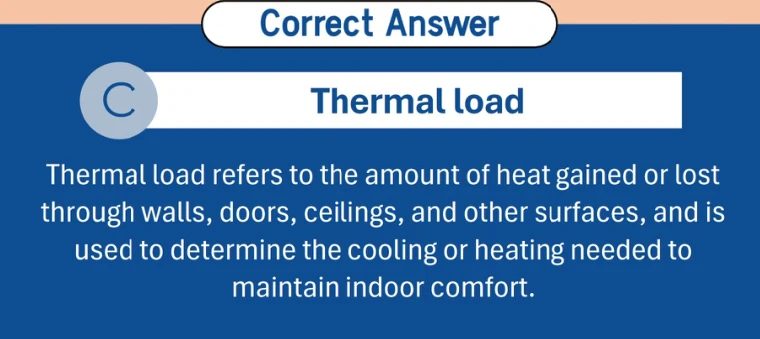 Correct Answer
C
Thermal load
Thermal load refers to the amount of heat gained or lost
through walls, doors, ceilings, and other surfaces, and is
used to determine the cooling or heating needed to
maintain indoor comfort.